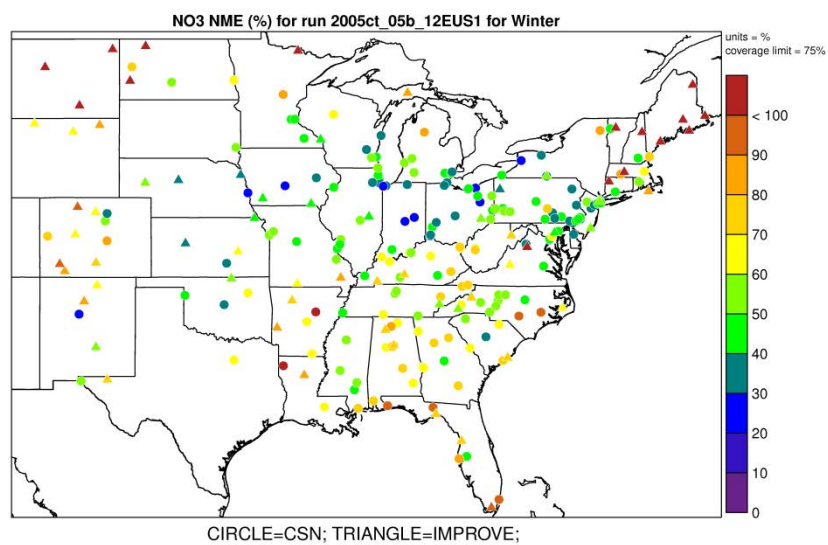 NO3 NME (%) for run 2005ct_05b_12EUS1 for Winter
units = %
coverage limit = 75%
< 100
90
80
70
60
50
40
30
20
10
0
CIRCLE=CSN; TRIANGLE=IMPROVE;